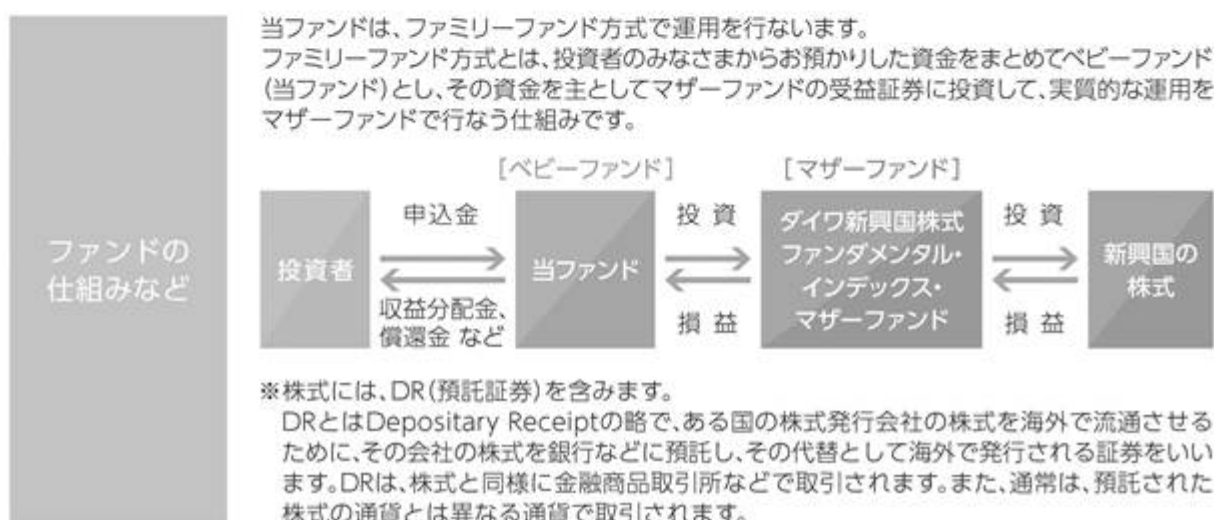 ファンドの
仕組みなど
当ファンドは、ファミリーファンド方式で運用を行ないます。
ファミリーファンド方式とは、投資者のみなさまからお預かりした資金をまとめてベビーファンド
(当ファンド)とし、その資金を主としてマザーファンドの受益証券に投資して、実質的な運用を
マザーファンドで行なう仕組みです。
[ベビーファンド]
[マザーファンド]
投資者
申込金
収益分配金、
償還金 など
当ファンド
投 資
損 益
ダイワ新興国株式
ファンダメンタル・
インデックス・
マザーファンド
投 資
損 益
新興国の
株式
※株式には、DR(預託証券)を含みます。
DRとはDepositary Receiptの略で、ある国の株式発行会社の株式を海外で流通させる
ために、その会社の株式を銀行などに預託し、その代替として海外で発行される証券をいい
ます。DRは、株式と同様に金融商品取引所などで取引されます。また、通常は、預託された
株式の通貨とは異なる通貨で取引されます。